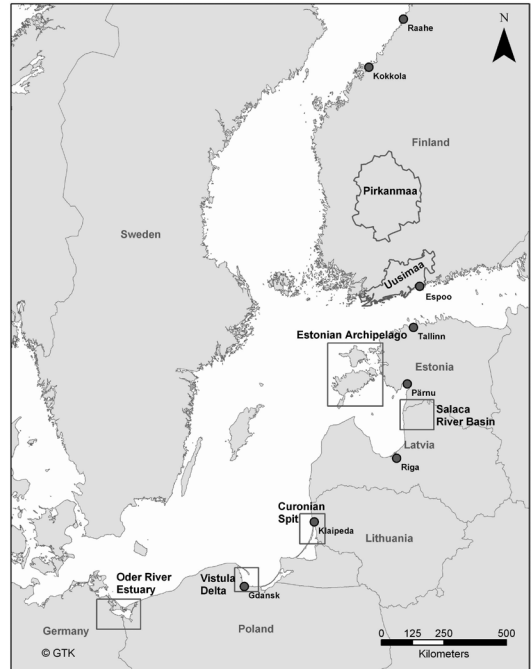 N
Raahe
Kokkola
Finland
Pirkanmaa
Sweden
Uusimaa
Espoo
Estonian Archipelago
Tallinn
Estonia
Pärnu
Salaca
River Basin
Latvia
Riga
Curonian
Spit
Klaipeda
Lithuania
Oder River
Estuary
Vistula
Delta
Gdansk
Germany
Poland
0 125 250 500
Kilometers
© GTK